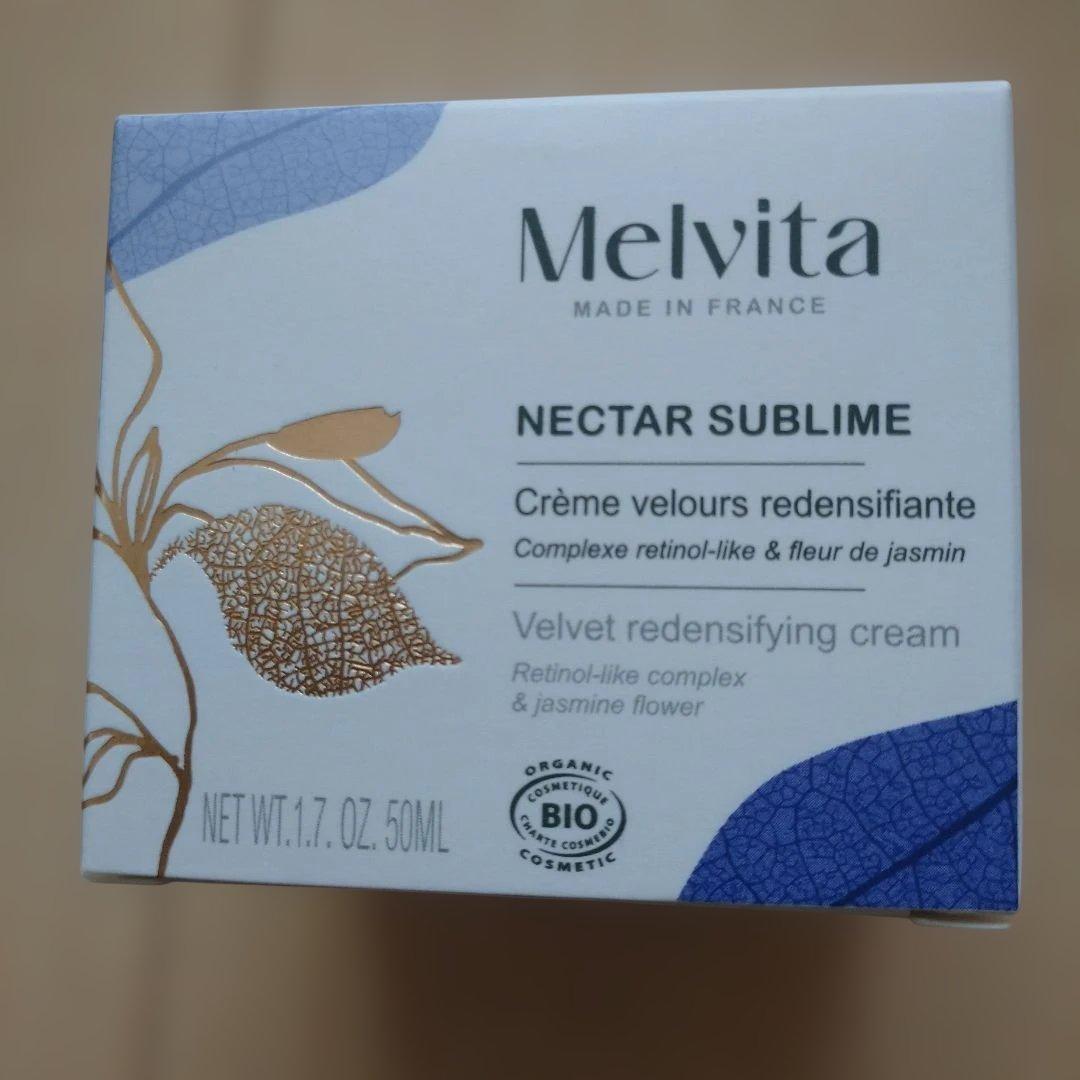 Melvita
MADE IN FRANCE
NECTAR SUBLIME
Crème velours redensifiante
Complexe retinol-like & fleur de jasmin
Velvet redensifying cream
Retinol-like complex
& jasmine flower
ORGANIC
COSMETIQUE
BIO
CHARTE COSMEBIO
COSMETIC
NET WT.1.7. OZ. 50ML